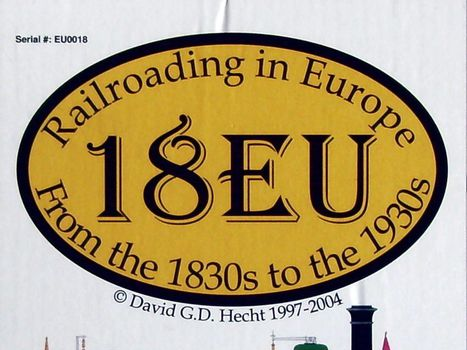 Serial #: EU0018
Railroading in Europe
18EU
From the 1830s to the 1930s
© David G.D. Hecht 1997-2004